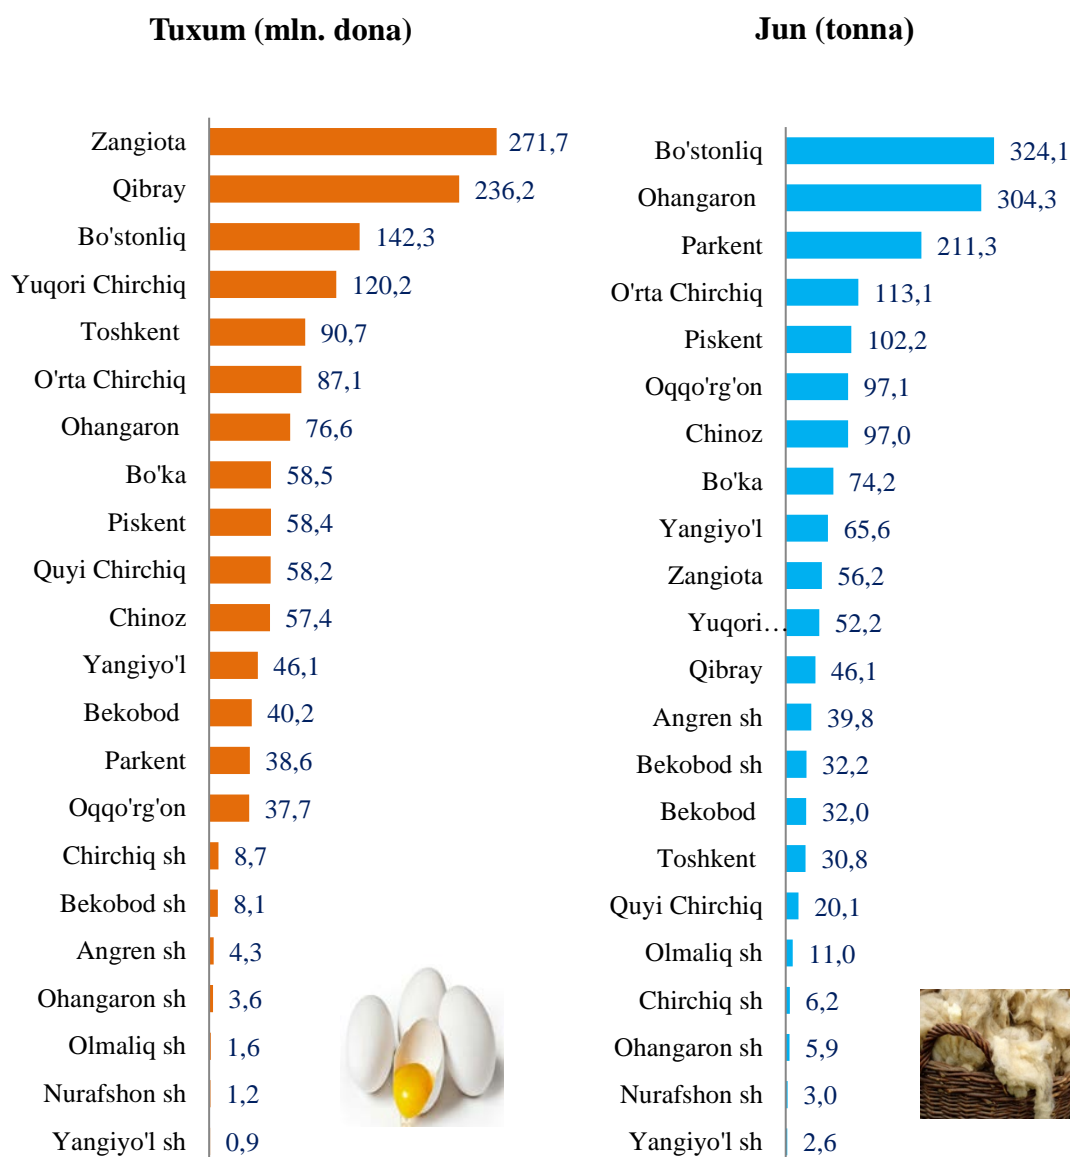 Tuxum (mln. dona)
Zangiota 271,7
Qibray 236,2
Bo'stonliq 142,3
Yuqori Chirchiq 120,2
Toshkent 90,7
O'rta Chirchiq 87,1
Ohangaron 76,6
Bo'ka 58,5
Piskent 58,4
Quyi Chirchiq 58,2
Chinoz 57,4
Yangiyo'l 46,1
Bekobod 40,2
Parkent 38,6
Oqqo'rg'on 37,7
Chirchiq sh 8,7
Bekobod sh 8,1
Angren sh 4,3
Ohangaron sh 3,6
Olmaliq sh 1,6
Nurafshon sh 1,2
Yangiyo'l sh 0,9
Jun (tonna)
Bo'stonliq 324,1
Ohangaron 304,3
Parkent 211,3
O'rta Chirchiq 113,1
Piskent 102,2
Oqqo'rg'on 97,1
Chinoz 97,0
Bo'ka 74,2
Yangiyo'l 65,6
Zangiota 56,2
Yuqori… 52,2
Qibray 46,1
Angren sh 39,8
Bekobod sh 32,2
Bekobod 32,0
Toshkent 30,8
Quyi Chirchiq 20,1
Olmaliq sh 11,0
Chirchiq sh 6,2
Ohangaron sh 5,9
Nurafshon sh 3,0
Yangiyo'l sh 2,6